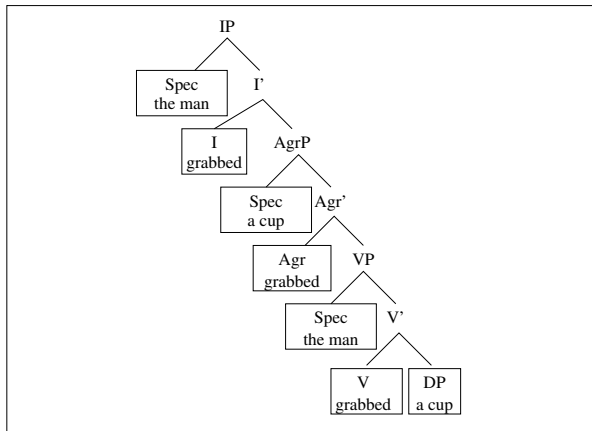 IP
Spec
the man
I'
I
grabbed
AgrP
Spec
a cup
Agr'
Agr
grabbed
VP
Spec
the man
V'
V
grabbed
DP
a cup